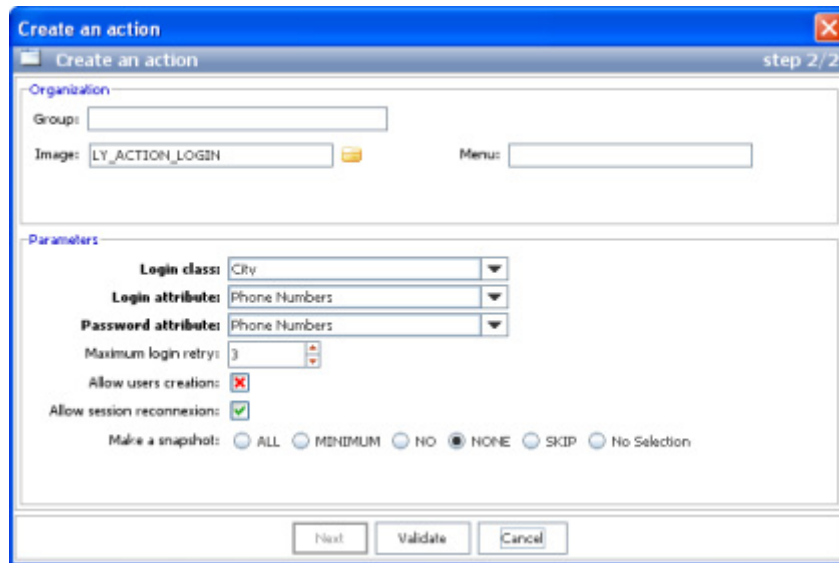 Create an action
Create an action step 2/2
Organization
Group:
Image: LY_ACTION_LOGIN Menu:
Parameters
Login class: City
Login attribute: Phone Numbers
Password attribute: Phone Numbers
Maximum login retry: 3
Allow users creation:
Allow session reconnexion:
Make a snapshot: ALL MINIMUM NO NONE SKIP No Selection
Next Validate Cancel